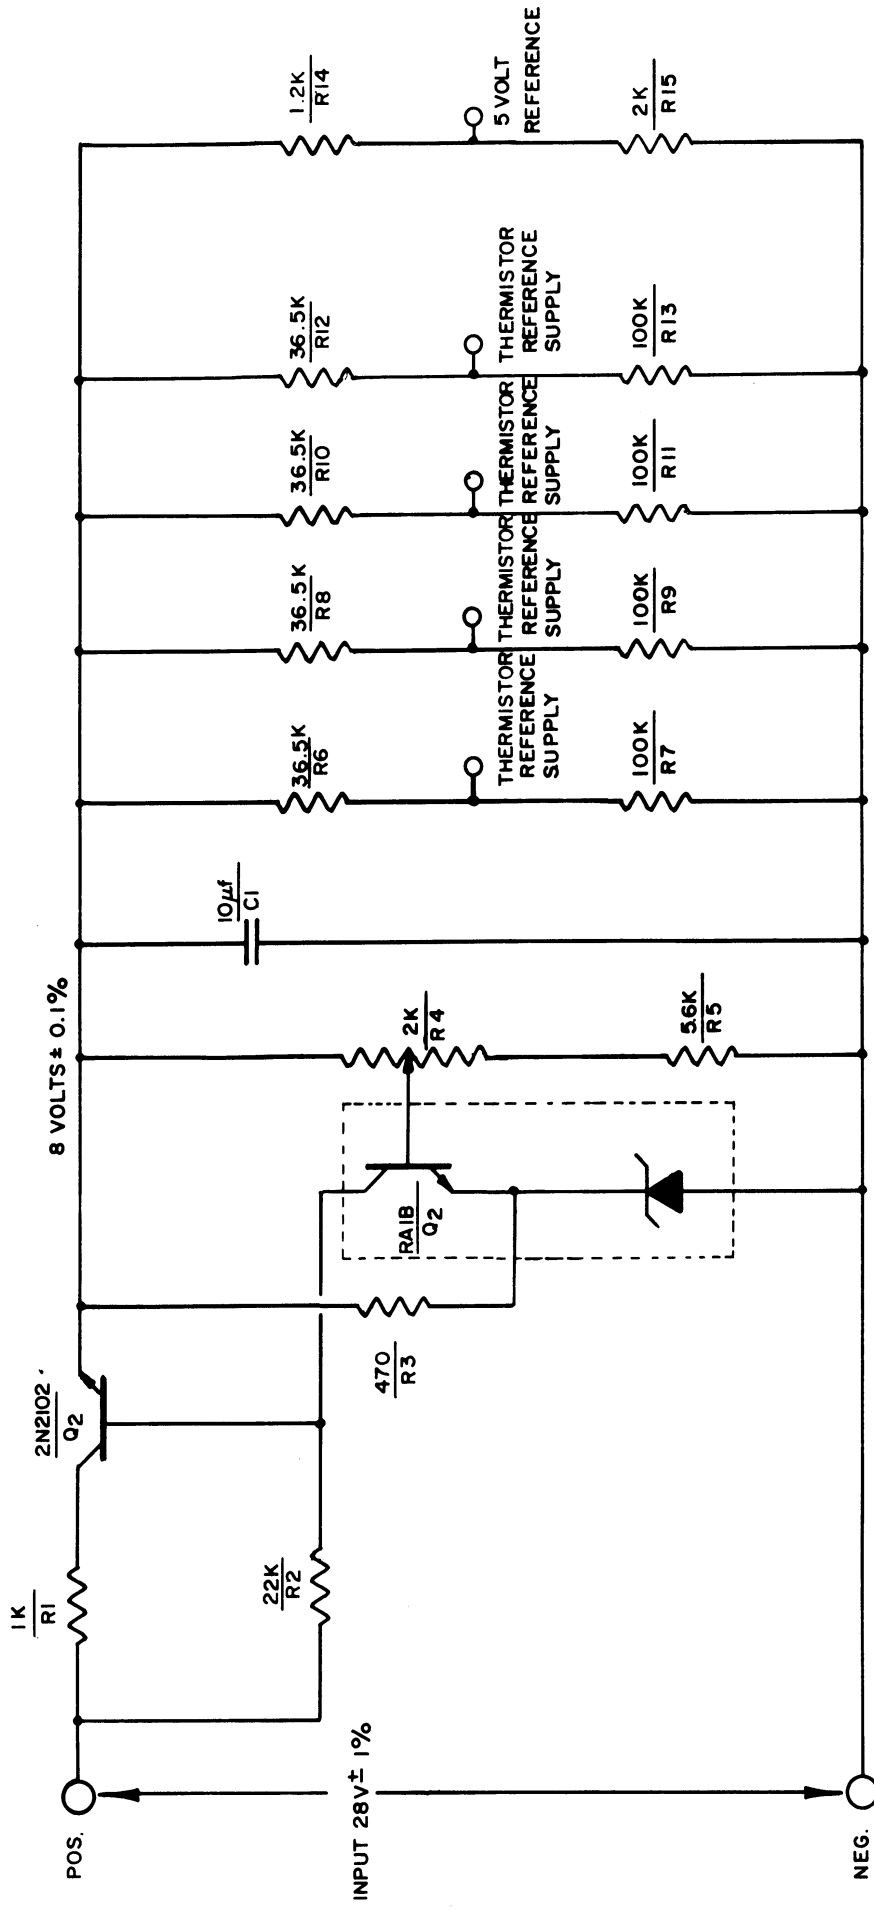 POS.
INPUT 28V ± 1%
NEG.
1K
R1
22K
R2
2N2102
Q2
470
R3
RA1B
Q2
8 VOLTS ± 0.1%
2K
R4
5.6K
R5
10µf
C1
36.5K
R6
THERMISTOR
REFERENCE
SUPPLY
100K
R7
36.5K
R8
THERMISTOR
REFERENCE
SUPPLY
100K
R9
36.5K
R10
THERMISTOR
REFERENCE
SUPPLY
100K
R11
36.5K
R12
THERMISTOR
REFERENCE
SUPPLY
100K
R13
1.2K
R14
5 VOLT
REFERENCE
2K
R15